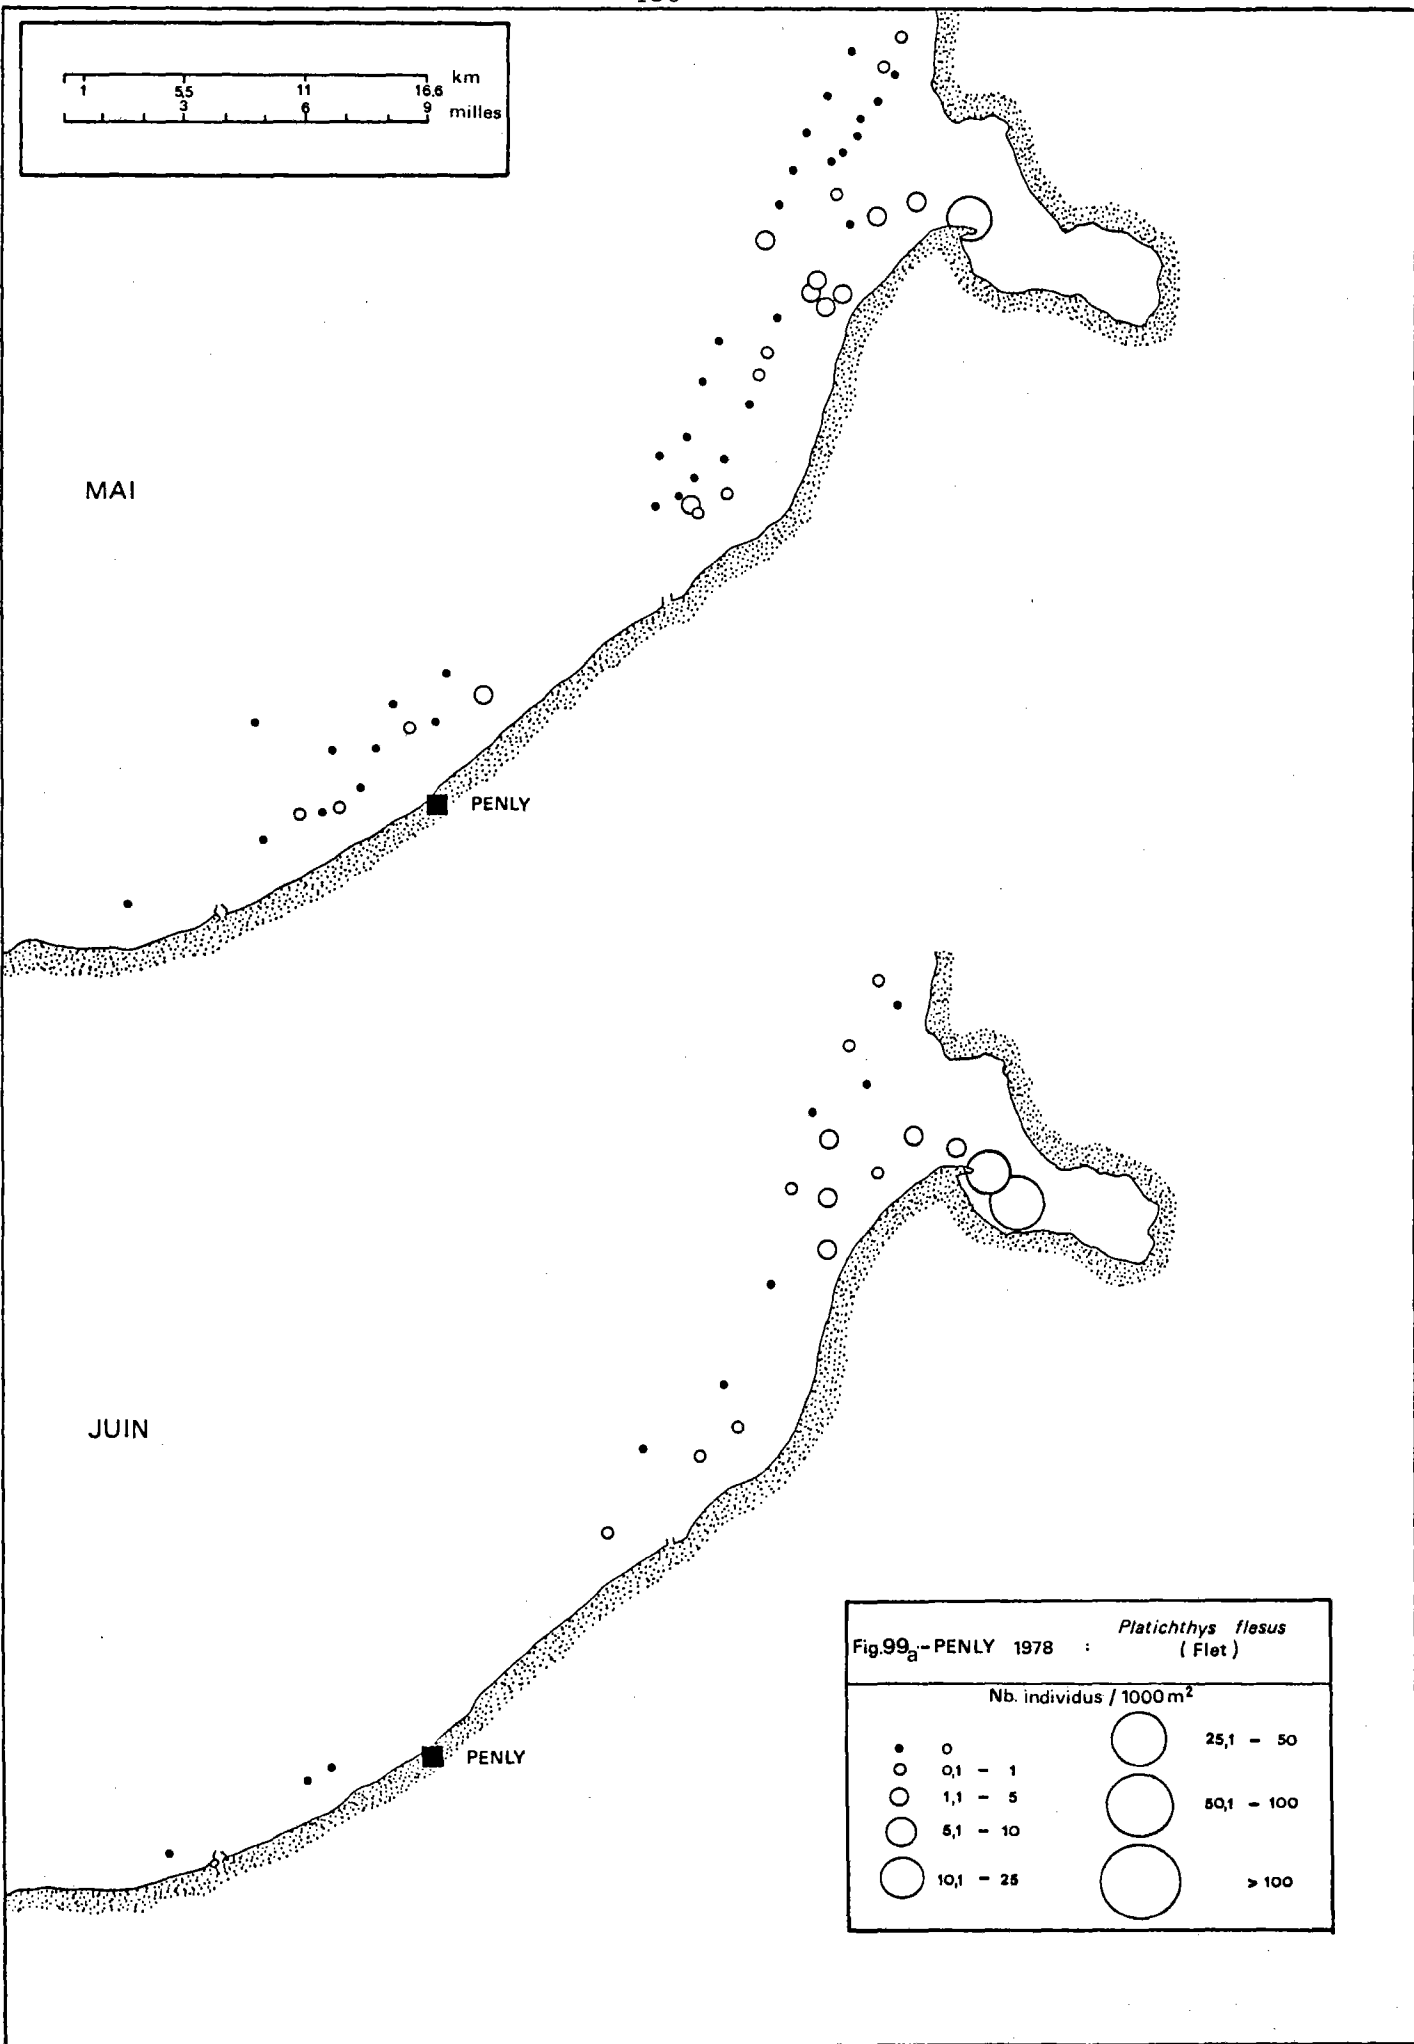 km
1 5,5 11 16,6
3 6 9 milles
MAI
PENLY
JUIN
PENLY
Fig.99a - PENLY 1978 : Platichthys flesus
( Flet )
Nb. individus / 1000 m²
0
0,1 - 1
1,1 - 5
5,1 - 10
10,1 - 25
25,1 - 50
50,1 - 100
> 100